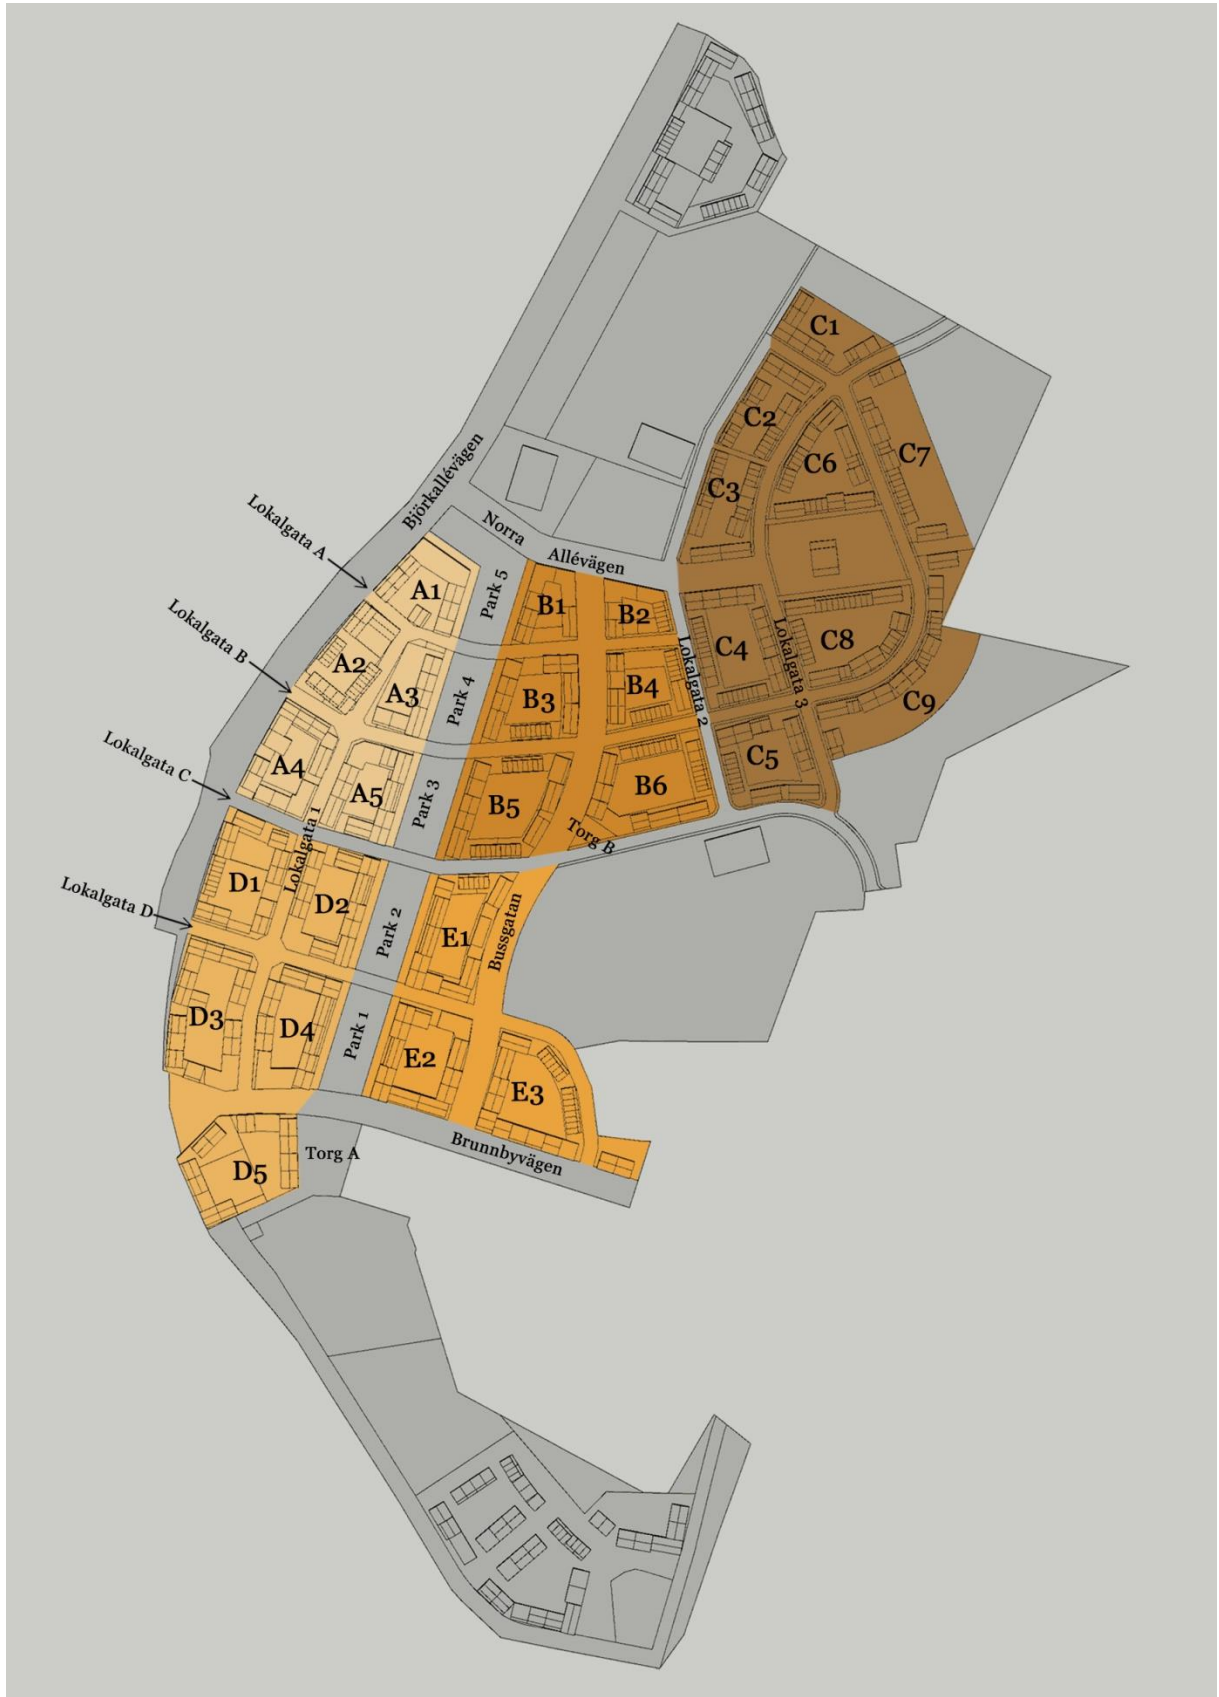 C1
C2
C7
C6
C3
Björkallévägen
Lokalgata A
Norra
Allévägen
A1
Park 5
B1
B2
Lokalgata B
C4
Lokalgata 3
C8
A2
A3
Park 4
B3
B4
Lokalgata 2
C9
Lokalgata C
A4
A5
Park 3
B5
B6
C5
Torg B
Lokalgata D
D1
Lokalgata 1
D2
Park 2
E1
Bussgatan
D3
D4
Park 1
E2
E3
Brunnbyvägen
D5
Torg A